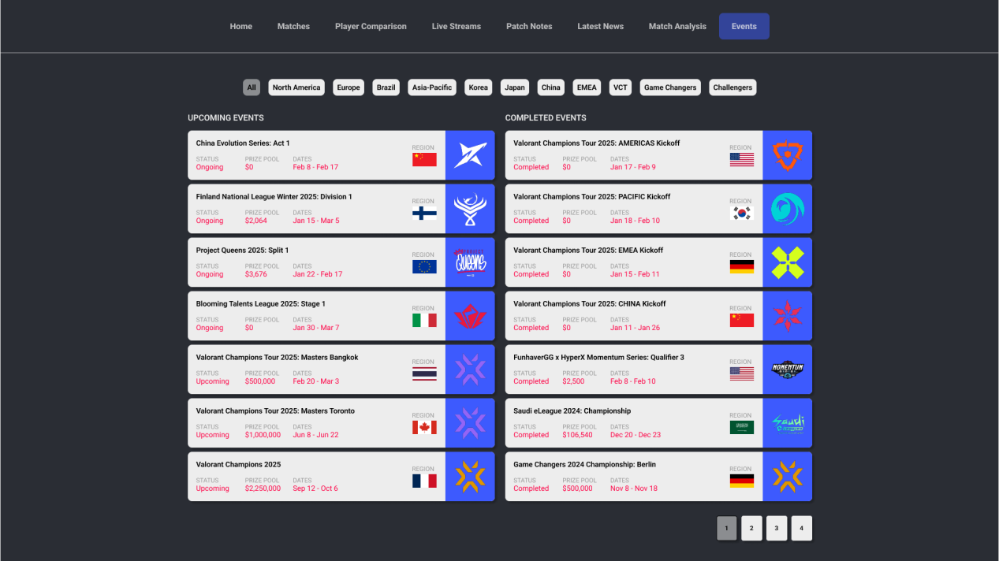 Home Matches Player Comparison Live Streams Patch Notes Latest News Match Analysis Events
All North America Europe Brazil Asia-Pacific Korea Japan China EMEA VCT Game Changers Challengers
UPCOMING EVENTS
China Evolution Series: Act 1
REGION
STATUS PRIZE POOL DATES
Ongoing $0 Feb 8 - Feb 17
Finland National League Winter 2025: Division 1
REGION
STATUS PRIZE POOL DATES
Ongoing $2,064 Jan 15 - Mar 5
Project Queens 2025: Split 1
REGION
STATUS PRIZE POOL DATES
Ongoing $3,676 Jan 22 - Feb 17
PROJECT
Queens
Blooming Talents League 2025: Stage 1
REGION
STATUS PRIZE POOL DATES
Ongoing $0 Jan 30 - Mar 7
Valorant Champions Tour 2025: Masters Bangkok
REGION
STATUS PRIZE POOL DATES
Upcoming $500,000 Feb 20 - Mar 3
Valorant Champions Tour 2025: Masters Toronto
REGION
STATUS PRIZE POOL DATES
Upcoming $1,000,000 Jun 8 - Jun 22
Valorant Champions 2025
REGION
STATUS PRIZE POOL DATES
Upcoming $2,250,000 Sep 12 - Oct 6
COMPLETED EVENTS
Valorant Champions Tour 2025: AMERICAS Kickoff
REGION
STATUS PRIZE POOL DATES
Completed $0 Jan 17 - Feb 9
Valorant Champions Tour 2025: PACIFIC Kickoff
REGION
STATUS PRIZE POOL DATES
Completed $0 Jan 18 - Feb 10
Valorant Champions Tour 2025: EMEA Kickoff
REGION
STATUS PRIZE POOL DATES
Completed $0 Jan 15 - Feb 11
Valorant Champions Tour 2025: CHINA Kickoff
REGION
STATUS PRIZE POOL DATES
Completed $0 Jan 11 - Jan 26
FunhaverGG x HyperX Momentum Series: Qualifier 3
REGION
STATUS PRIZE POOL DATES
Completed $2,500 Feb 8 - Feb 10
MOMENTUM
Saudi eLeague 2024: Championship
REGION
STATUS PRIZE POOL DATES
Completed $106,540 Dec 20 - Dec 23
Saudi
Game Changers 2024 Championship: Berlin
REGION
STATUS PRIZE POOL DATES
Completed $500,000 Nov 8 - Nov 18
1 2 3 4